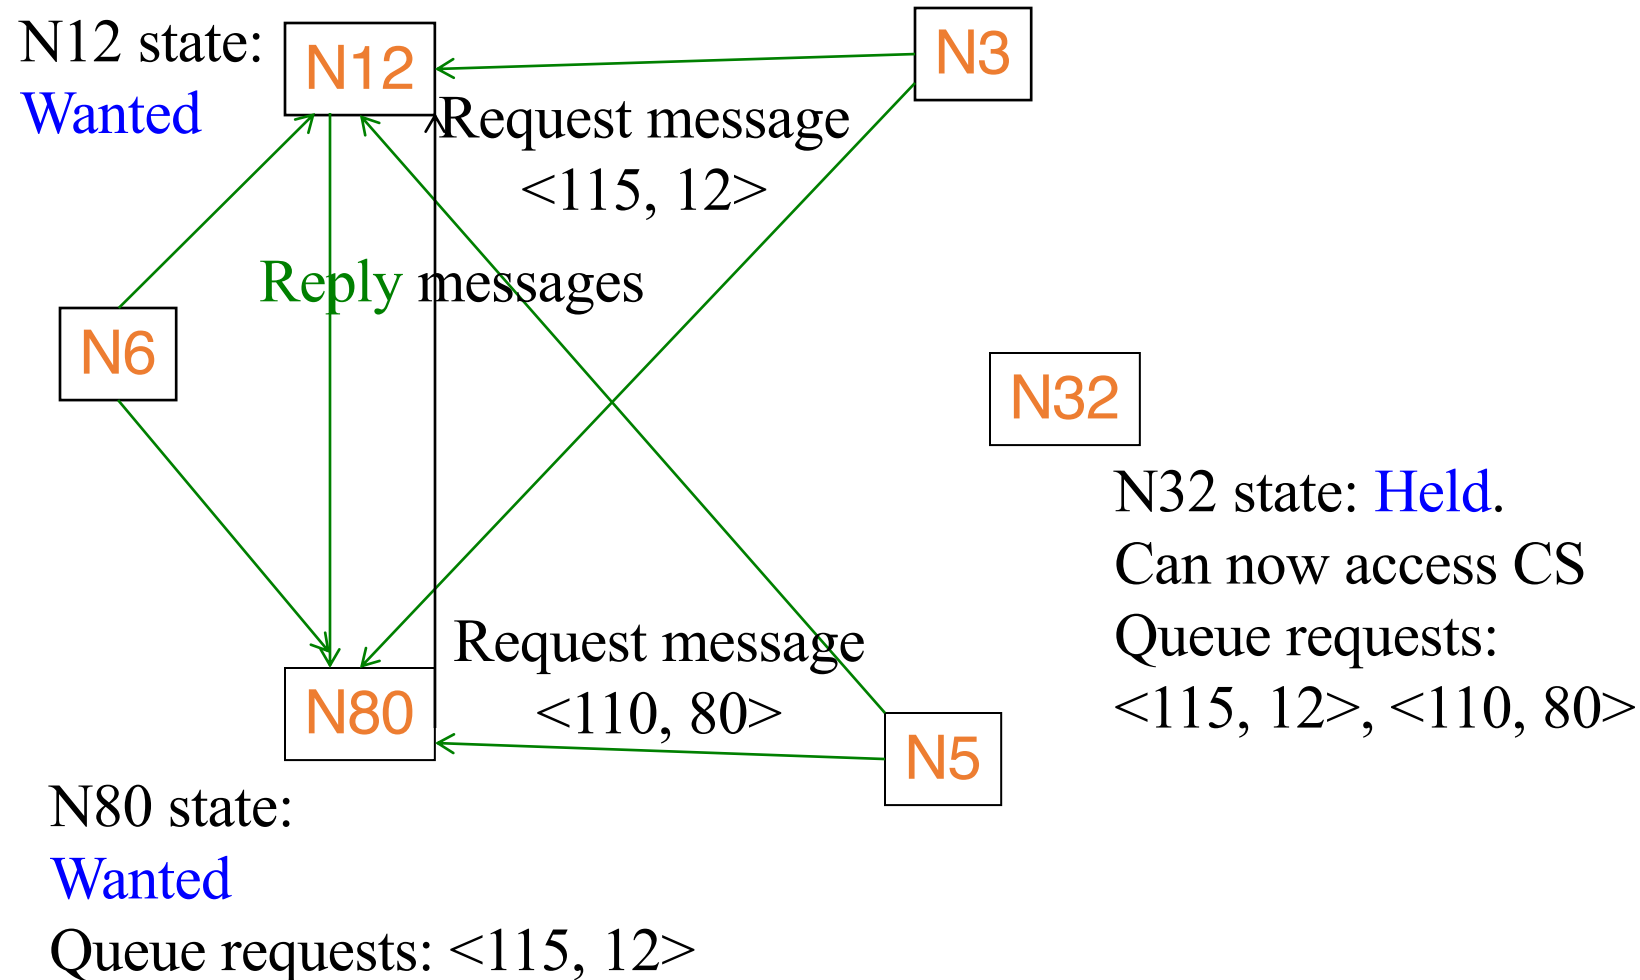 N12 state:
Wanted
N12
N3
Request message
<115, 12>
Reply messages
N6
N32
N32 state: Held.
Can now access CS
Queue requests:
<115, 12>, <110, 80>
Request message
<110, 80>
N80
N5
N80 state:
Wanted
Queue requests: <115, 12>